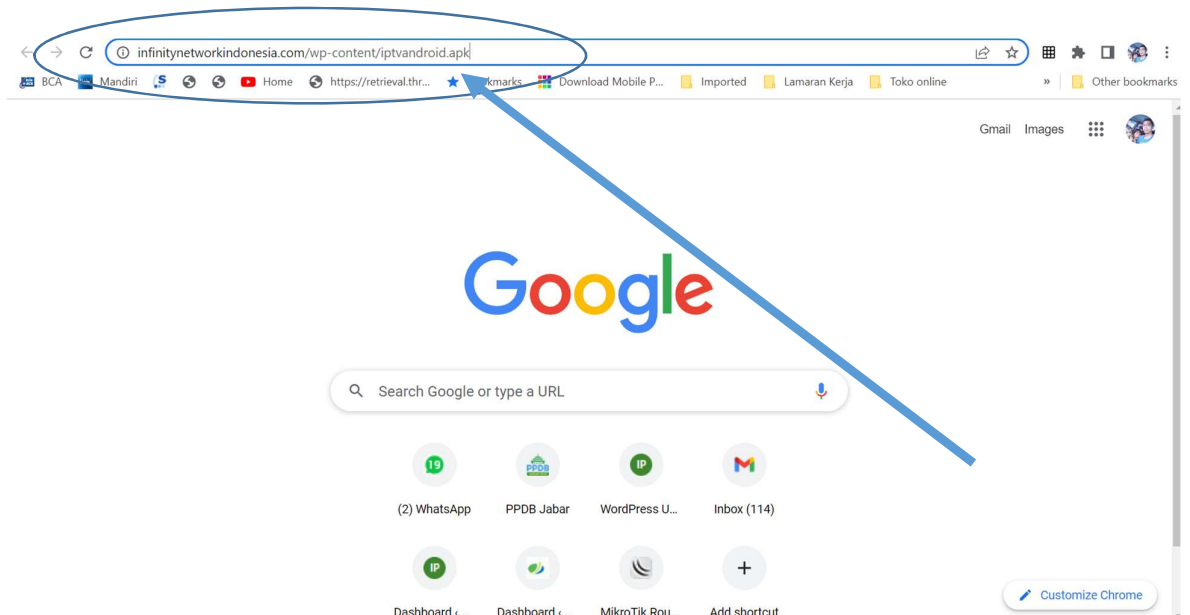 infinitynetworkindonesia.com/wp-content/iptvandroid.apk
BCA Mandiri Home https://retrieval.thr... kmarks Download Mobile P... Imported Lamaran Kerja Toko online » Other bookmarks
Gmail Images
Google
Search Google or type a URL
19 PPDB IP
(2) WhatsApp PPDB Jabar WordPress U... Inbox (114)
IP
Dashboard ‹ ... Dashboard ‹ ... MikroTik Rou... Add shortcut
Customize Chrome